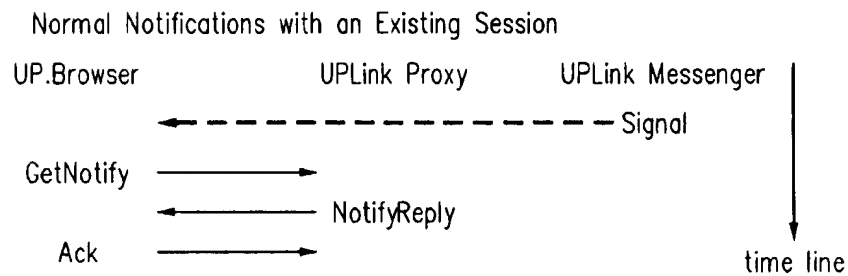 Normal Notifications with an Existing Session
UP.Browser UPLink Proxy UPLink Messenger
Signal
GetNotify
NotifyReply
Ack
time line